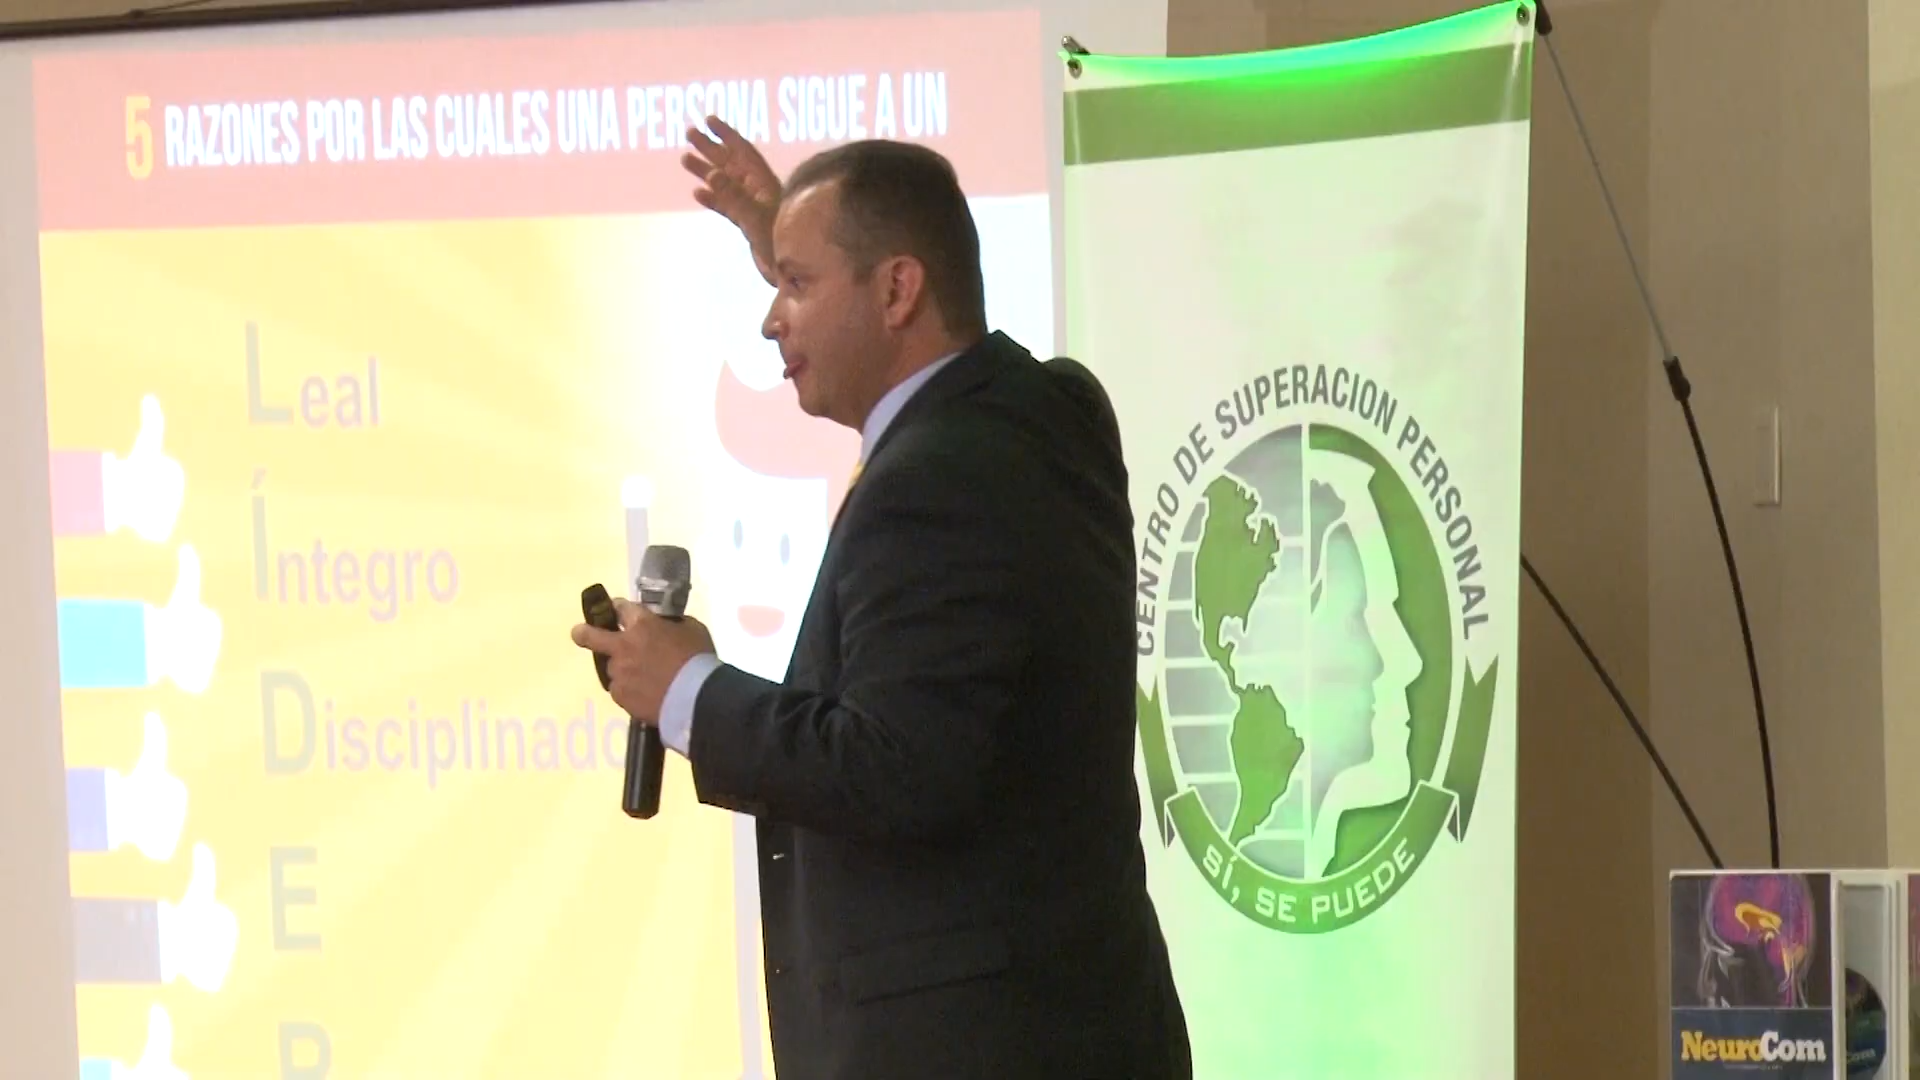 5 RAZONES POR LAS CUALES UNA PERSONA SIGUE A UN
Leal
Íntegro
Disciplinado
E
R
CENTRO DE SUPERACION PERSONAL
SÍ, SE PUEDE
NeuroCom